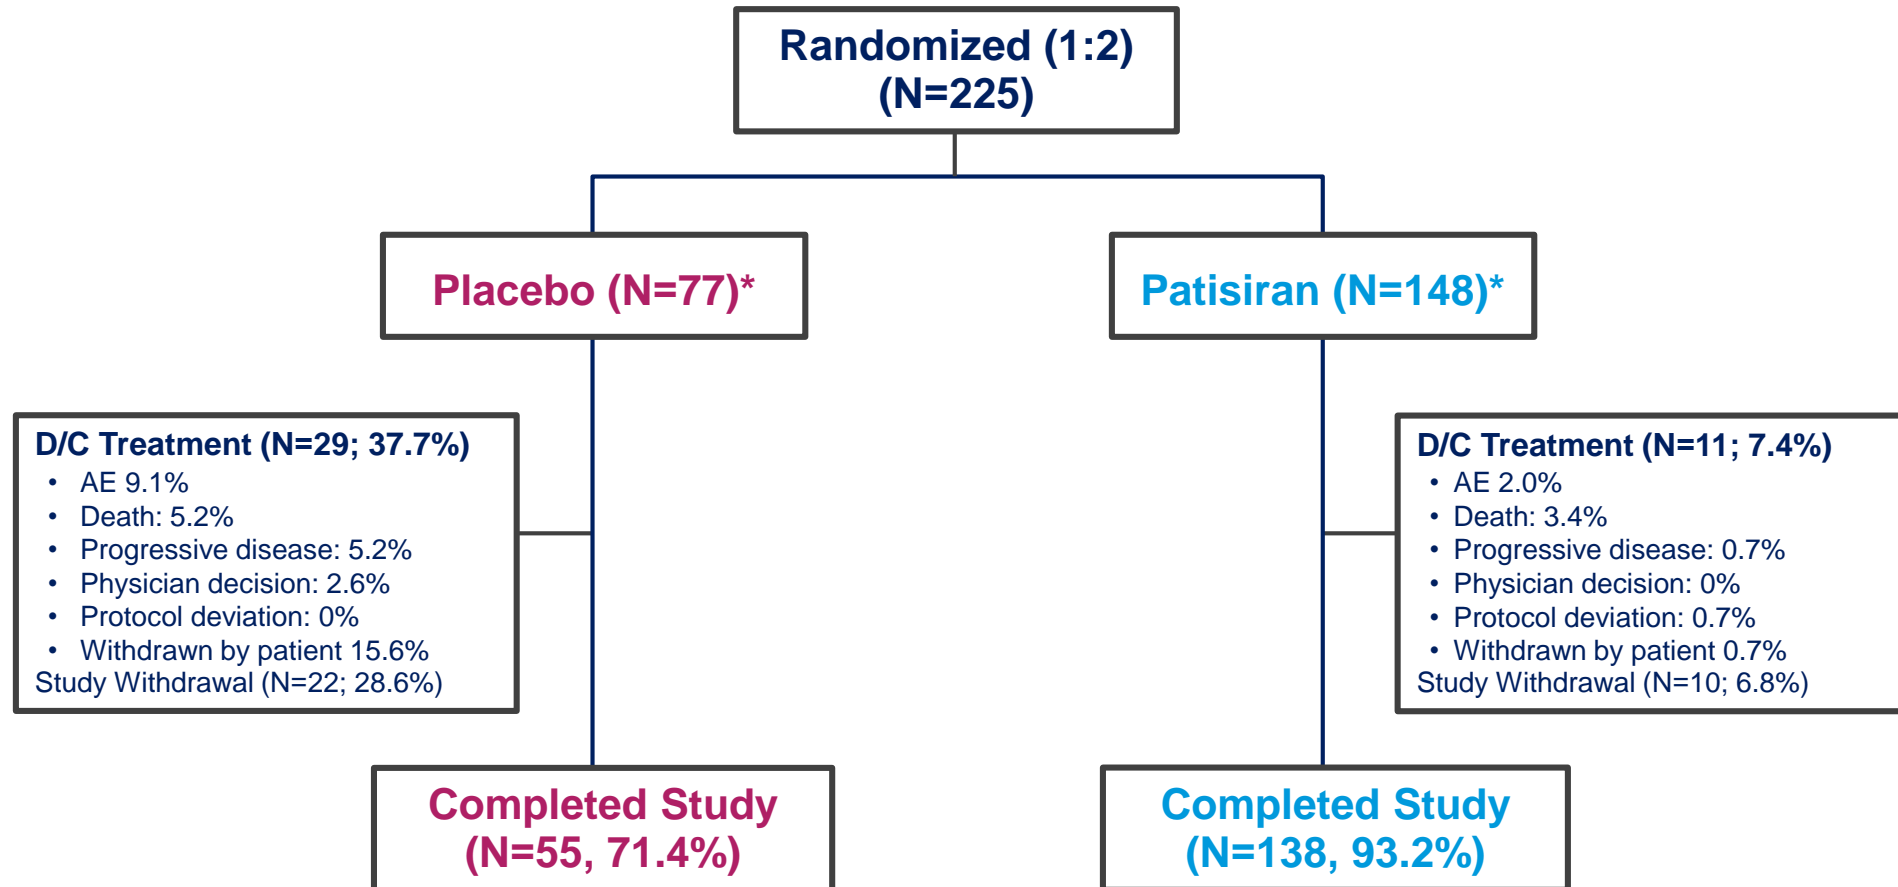 Randomized (1:2)
(N=225)
Placebo (N=77)*
Patisiran (N=148)*
D/C Treatment (N=29; 37.7%)
• AE 9.1%
• Death: 5.2%
• Progressive disease: 5.2%
• Physician decision: 2.6%
• Protocol deviation: 0%
• Withdrawn by patient 15.6%
Study Withdrawal (N=22; 28.6%)
D/C Treatment (N=11; 7.4%)
• AE 2.0%
• Death: 3.4%
• Progressive disease: 0.7%
• Physician decision: 0%
• Protocol deviation: 0.7%
• Withdrawn by patient 0.7%
Study Withdrawal (N=10; 6.8%)
Completed Study
(N=55, 71.4%)
Completed Study
(N=138, 93.2%)